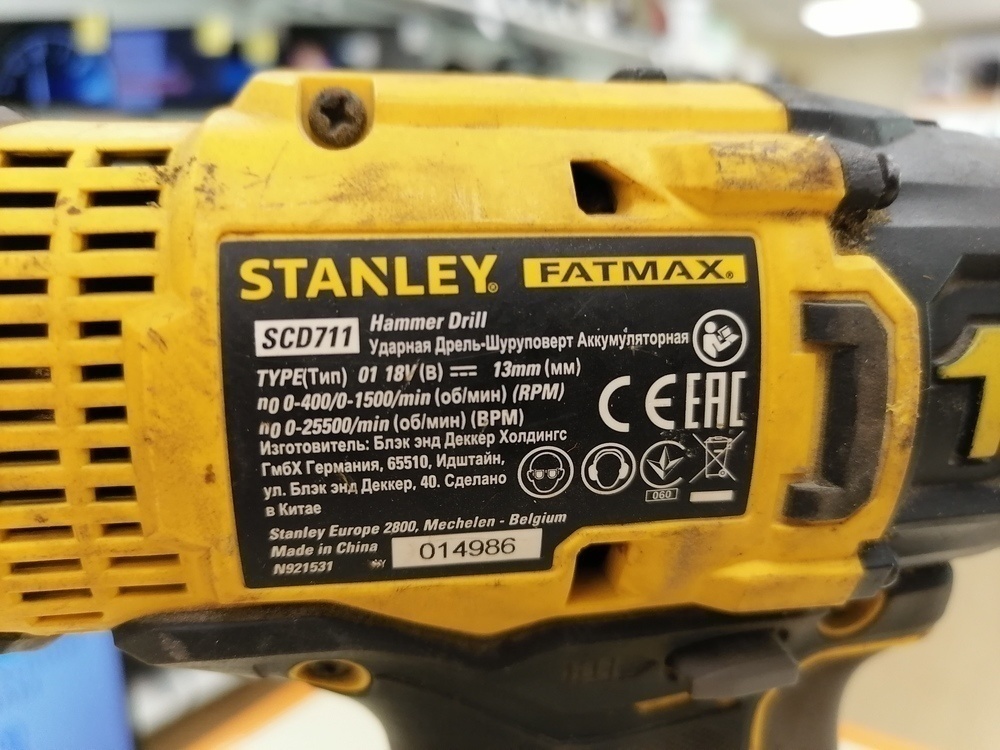 STANLEY® FATMAX®
SCD711 Hammer Drill
Ударная Дрель-Шуруповерт Аккумуляторная
TYPE(Тип) 01 18V(В) 13mm (мм)
n0 0-400/0-1500/min (об/мин) (RPM)
n0 0-25500/min (об/мин) (BPM)
CE EAC
Изготовитель: Блэк энд Деккер Холдингс
ГмбХ Германия, 65510, Идштайн,
ул. Блэк энд Деккер, 40. Сделано
в Китае
060
Stanley Europe 2800, Mechelen - Belgium
Made in China 014986
N921531
1